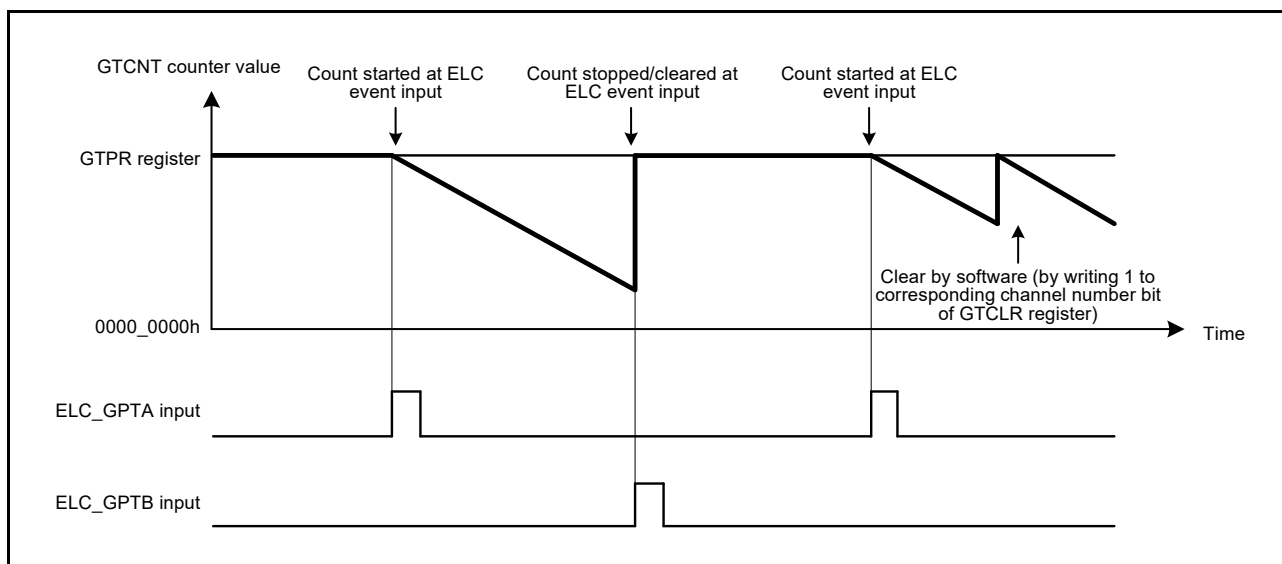 GTCNT counter value
Count started at ELC
event input
Count stopped/cleared at
ELC event input
Count started at ELC
event input
GTPR register
Clear by software (by writing 1 to
corresponding channel number bit
of GTCLR register)
0000_0000h
Time
ELC_GPTA input
ELC_GPTB input